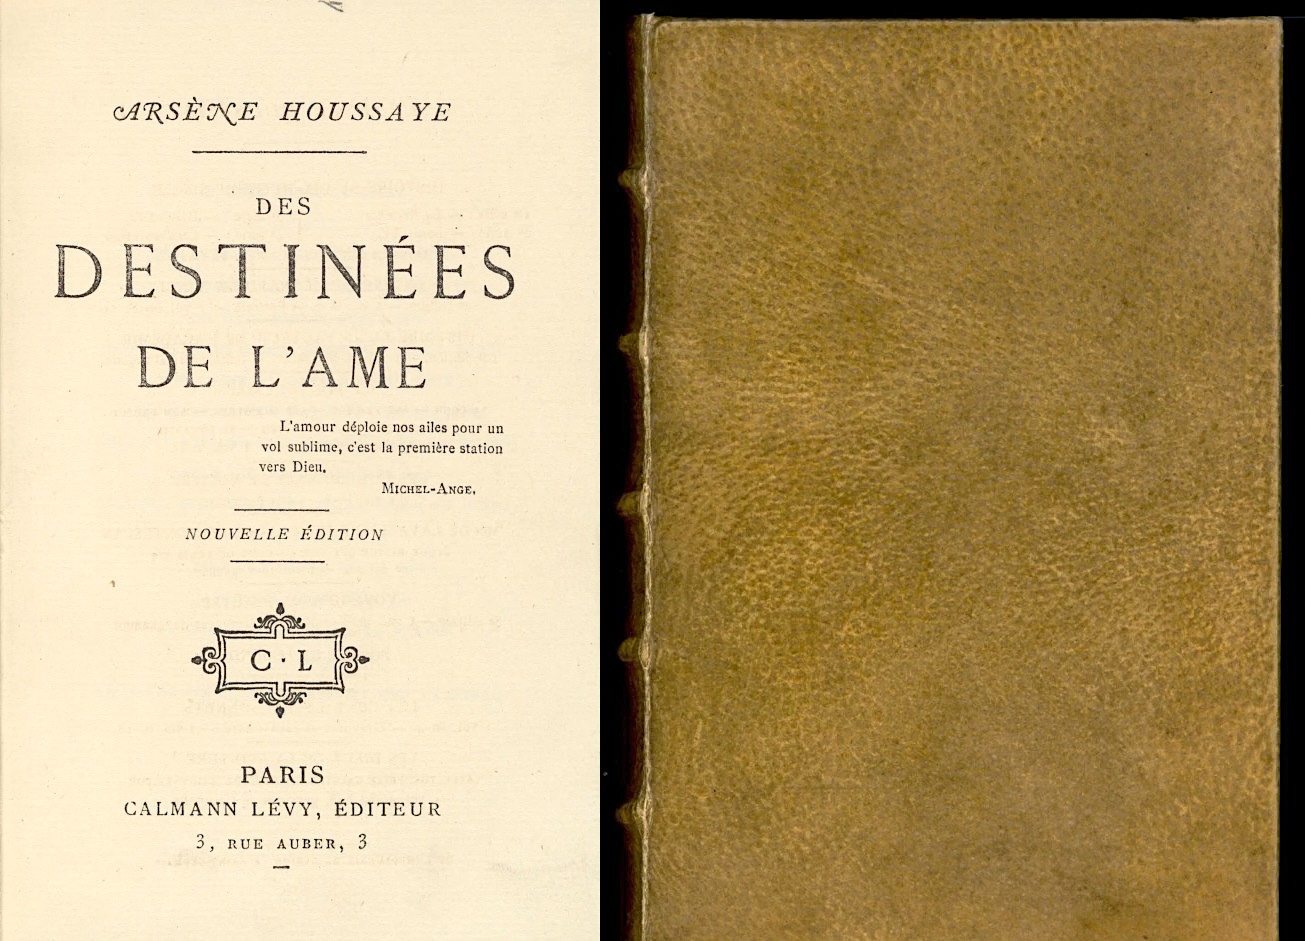 ARSÈNE HOUSSAYE
DES
DESTINÉES
DE L'AME
L'amour déploie nos ailes pour un
vol sublime, c'est la première station
vers Dieu.
MICHEL-ANGE.
NOUVELLE ÉDITION
C · L
PARIS
CALMANN LÉVY, ÉDITEUR
3, RUE AUBER, 3